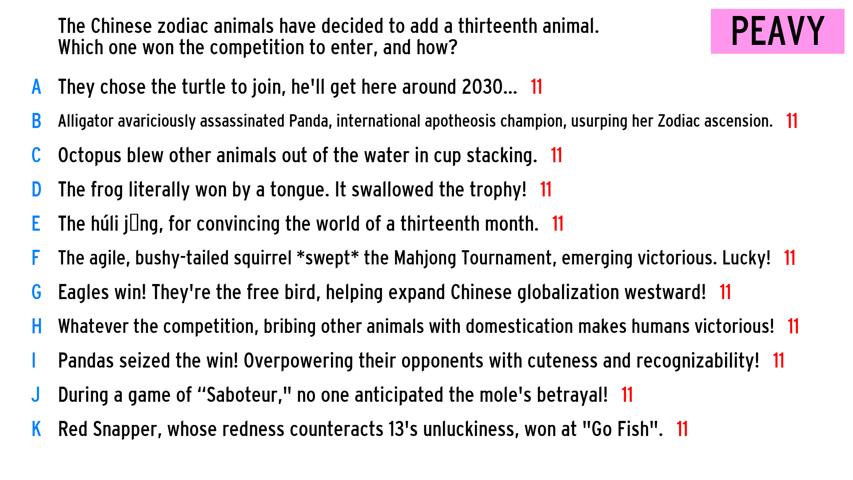 The Chinese zodiac animals have decided to add a thirteenth animal.
Which one won the competition to enter, and how?
PEAVY
A They chose the turtle to join, he'll get here around 2030... 11
B Alligator avariciously assassinated Panda, international apotheosis champion, usurping her Zodiac ascension. 11
C Octopus blew other animals out of the water in cup stacking. 11
D The frog literally won by a tongue. It swallowed the trophy! 11
E The húli j▯ng, for convincing the world of a thirteenth month. 11
F The agile, bushy-tailed squirrel *swept* the Mahjong Tournament, emerging victorious. Lucky! 11
G Eagles win! They're the free bird, helping expand Chinese globalization westward! 11
H Whatever the competition, bribing other animals with domestication makes humans victorious! 11
I Pandas seized the win! Overpowering their opponents with cuteness and recognizability! 11
J During a game of “Saboteur," no one anticipated the mole's betrayal! 11
K Red Snapper, whose redness counteracts 13's unluckiness, won at "Go Fish". 11